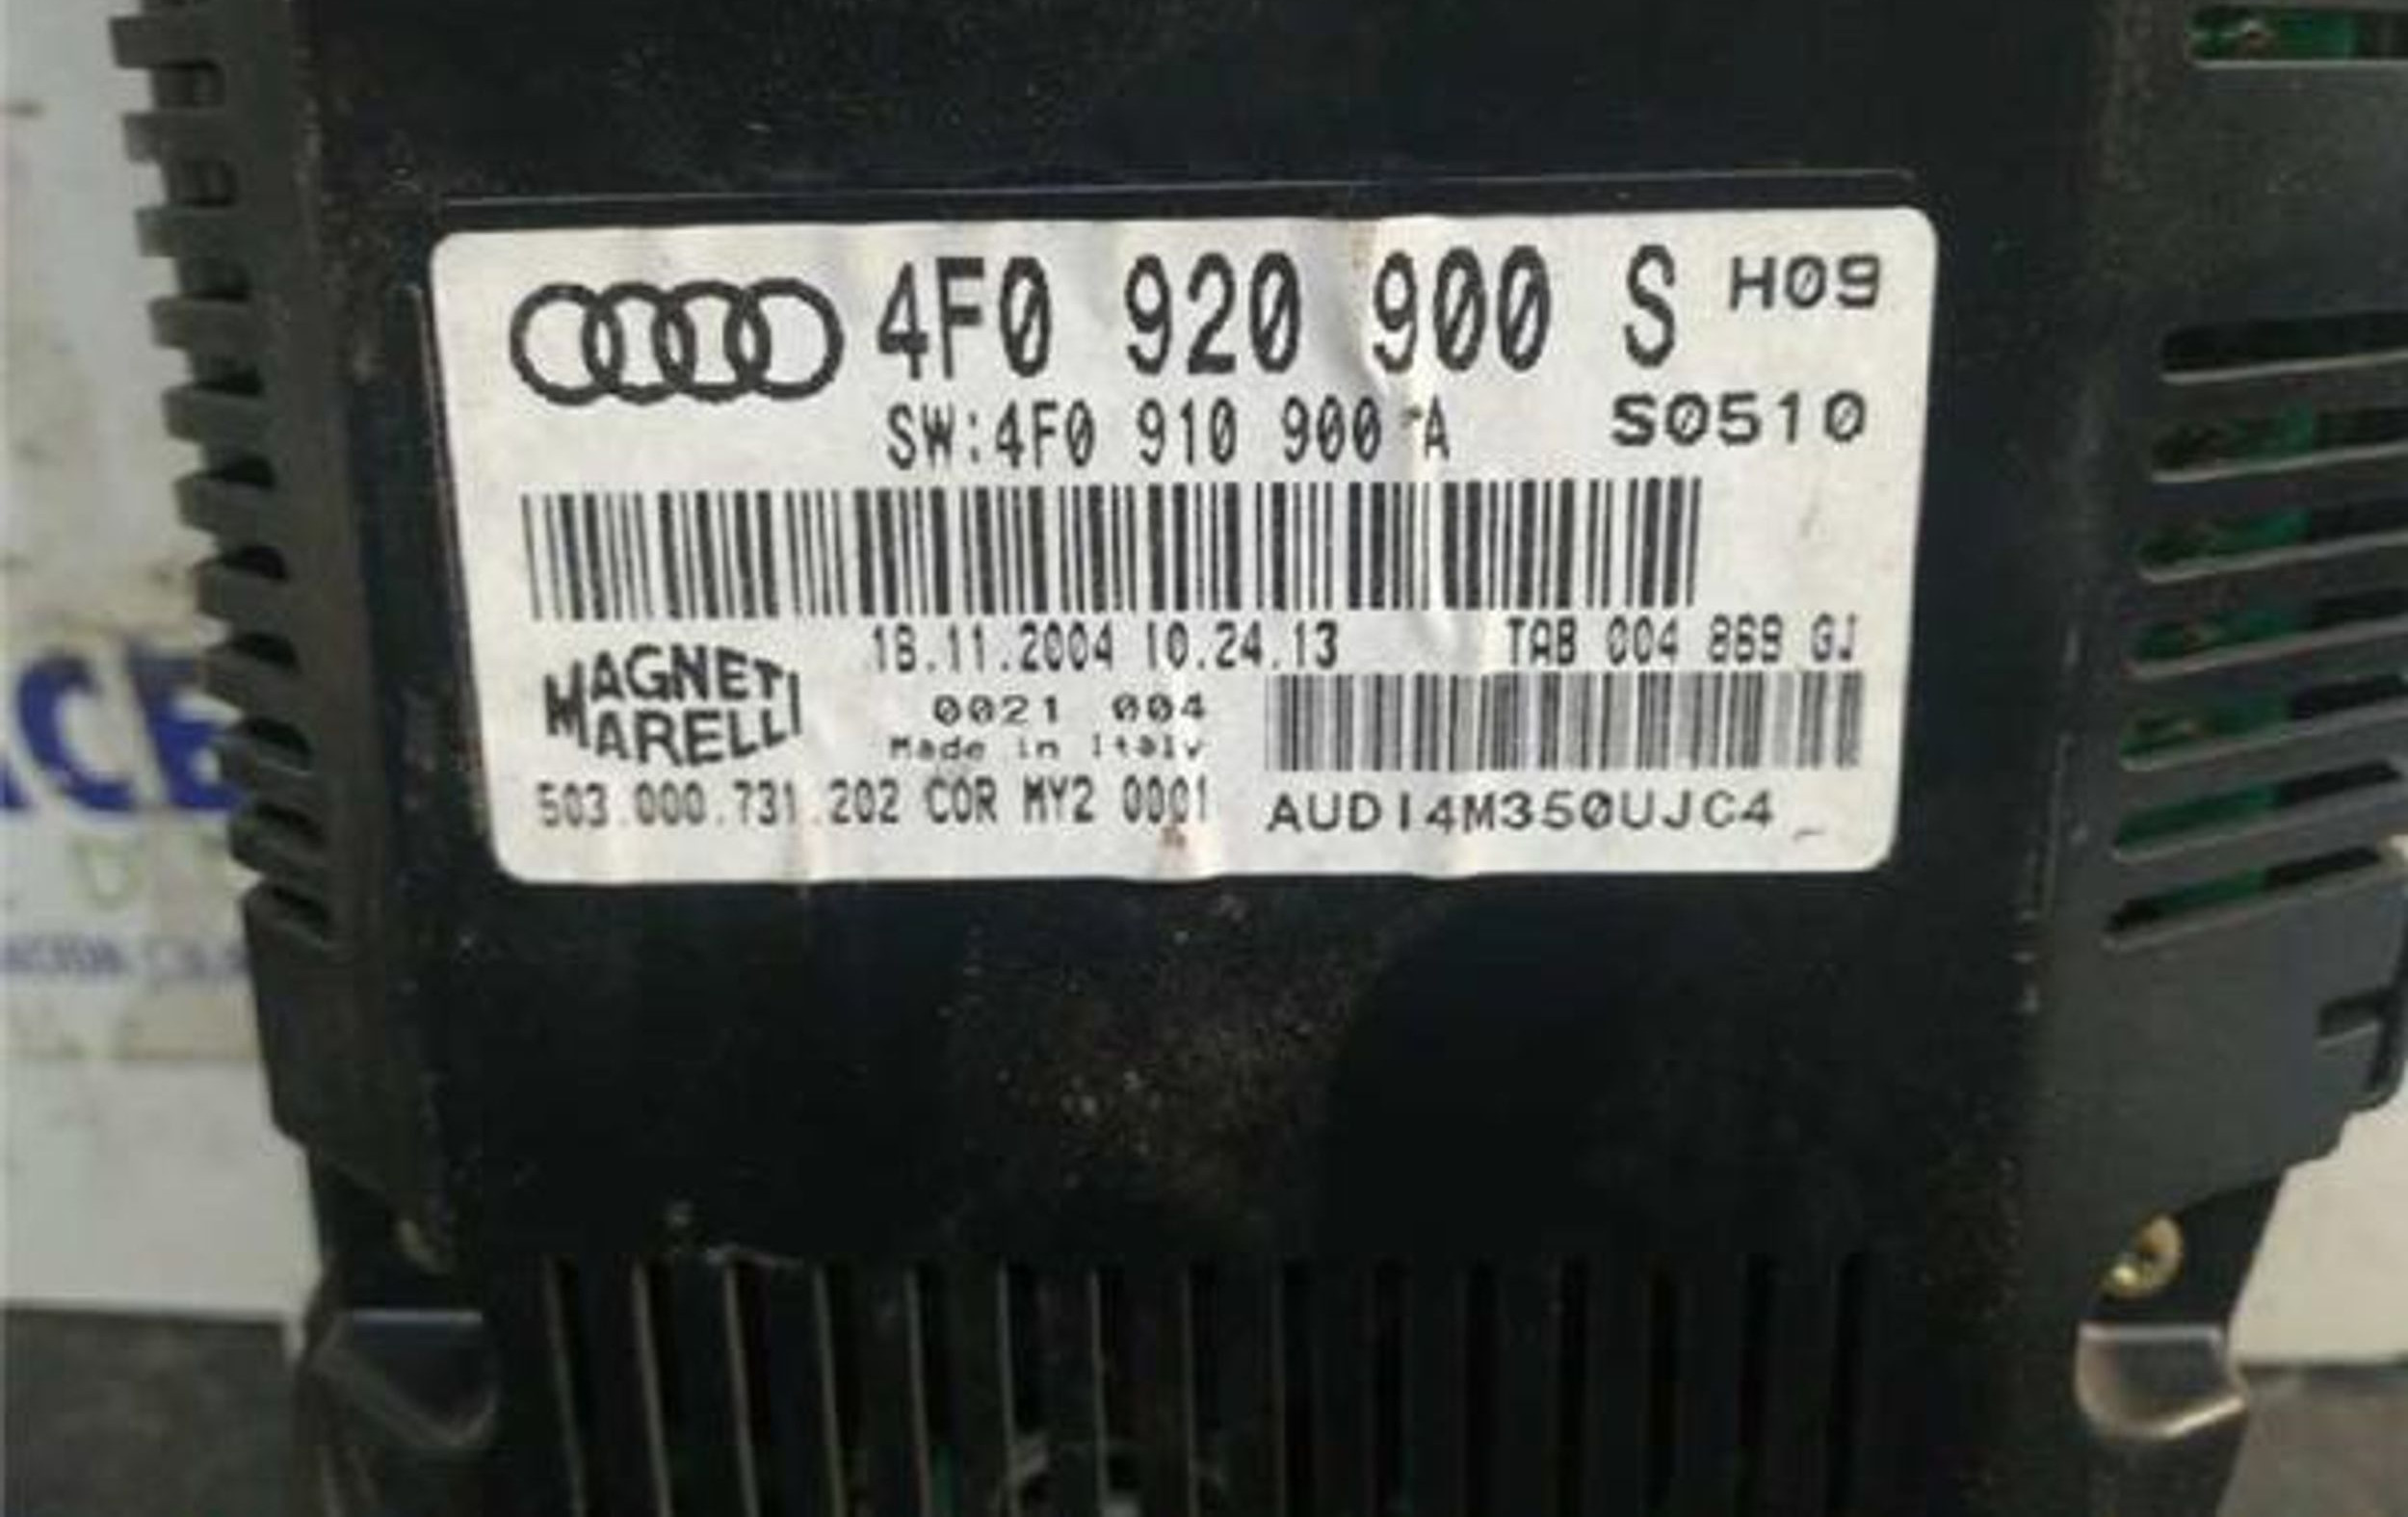 4F0 920 900 S H09
SW:4F0 910 900 A S0510
18.11.2004 10.24.13 TAB 004 869 GJ
MAGNETI
MARELLI
0021 004
Made in Italy
503.000.731.202 COR MY2 0001 AUDI4M350UJC4
CE